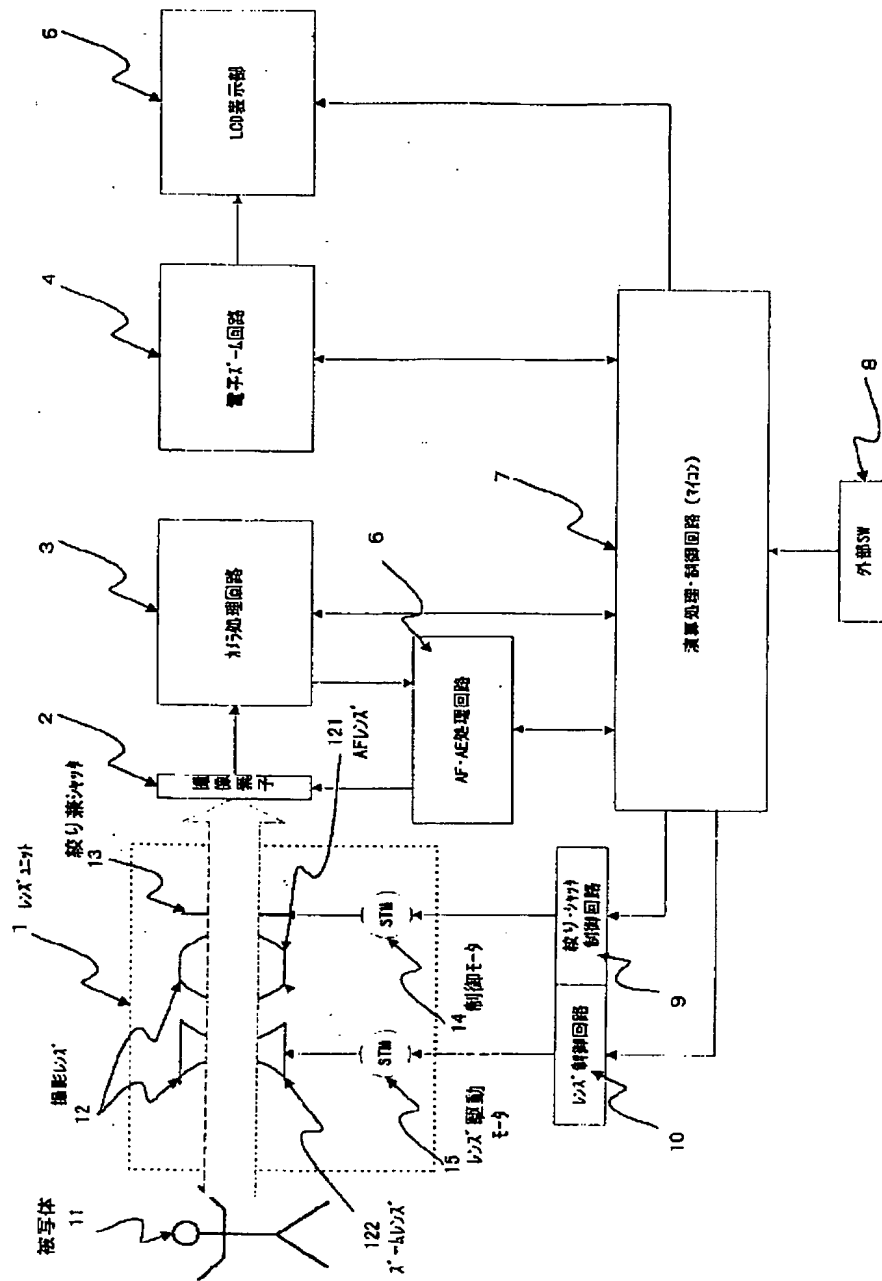 被写体
11
1
レンズユニット
撮影レンズ
12
絞り兼シャッタ
13
2
撮像素子
3
カメラ処理回路
4
電子ズーム回路
6
LCD表示部
122
ズームレンズ
121
AFレンズ
STM
15
レンズ駆動
モータ
STM
14
制御モータ
6
AF・AE処理回路
レンズ制御回路
10
絞り・シャッタ
制御回路
9
7
演算処理・制御回路(マイコン)
外部SW
8